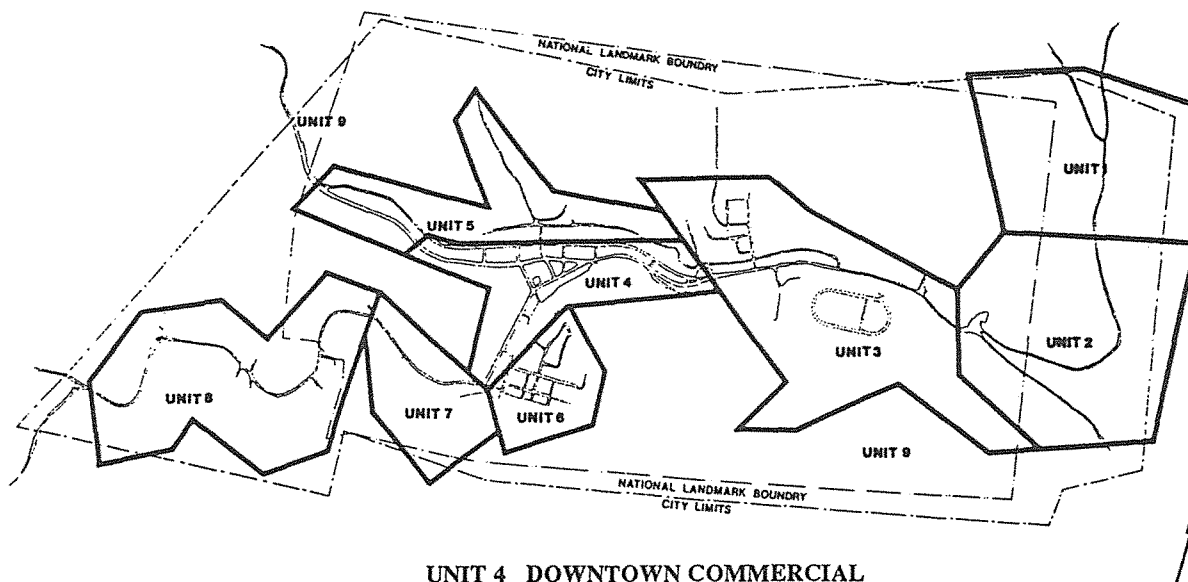 NATIONAL LANDMARK BOUNDRY
CITY LIMITS
UNIT 9
UNIT 1
UNIT 5
UNIT 4
UNIT 2
UNIT 3
UNIT 8
UNIT 7
UNIT 6
UNIT 9
NATIONAL LANDMARK BOUNDRY
CITY LIMITS
UNIT 4 DOWNTOWN COMMERCIAL